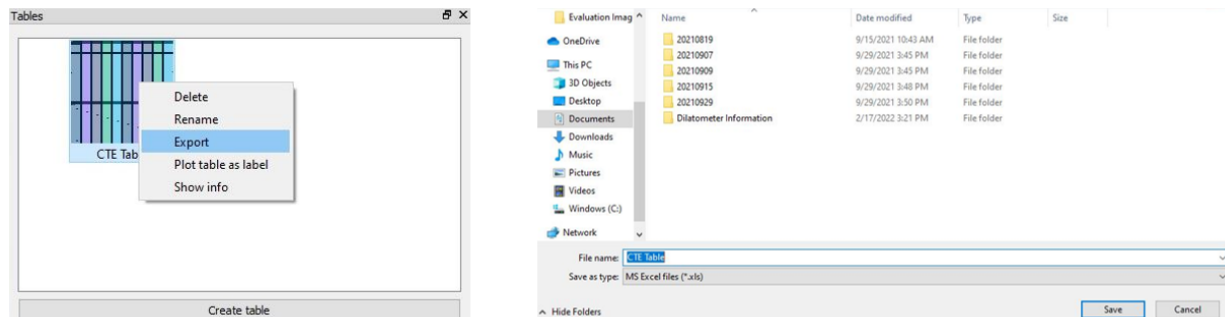 Tables
CTE Tab
Delete
Rename
Export
Plot table as label
Show info
Create table
Evaluation Imag
OneDrive
This PC
3D Objects
Desktop
Documents
Downloads
Music
Pictures
Videos
Windows (C:)
Network
Name Date modified Type Size
20210819 9/15/2021 10:43 AM File folder
20210907 9/29/2021 3:45 PM File folder
20210909 9/29/2021 3:45 PM File folder
20210915 9/29/2021 3:48 PM File folder
20210929 9/29/2021 3:50 PM File folder
Dilatometer Information 2/17/2022 3:21 PM File folder
File name: CTE Table
Save as type: MS Excel files (*.xls)
Hide Folders
Save Cancel